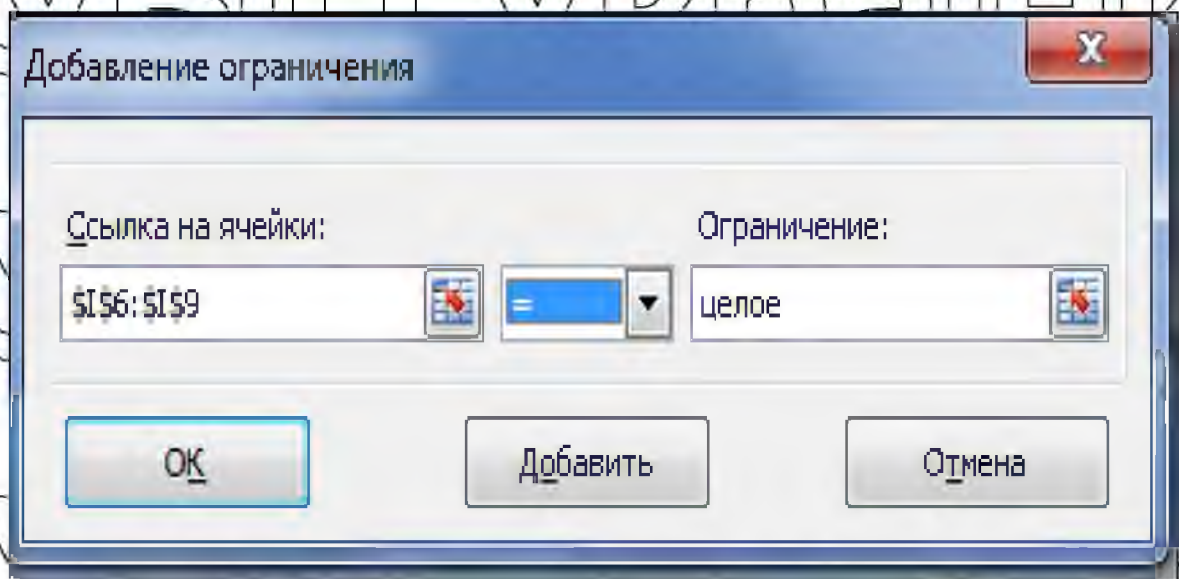 Добавление ограничения
Ссылка на ячейки: Ограничение:
$I$6:$I$9 = целое
ОК Добавить Отмена